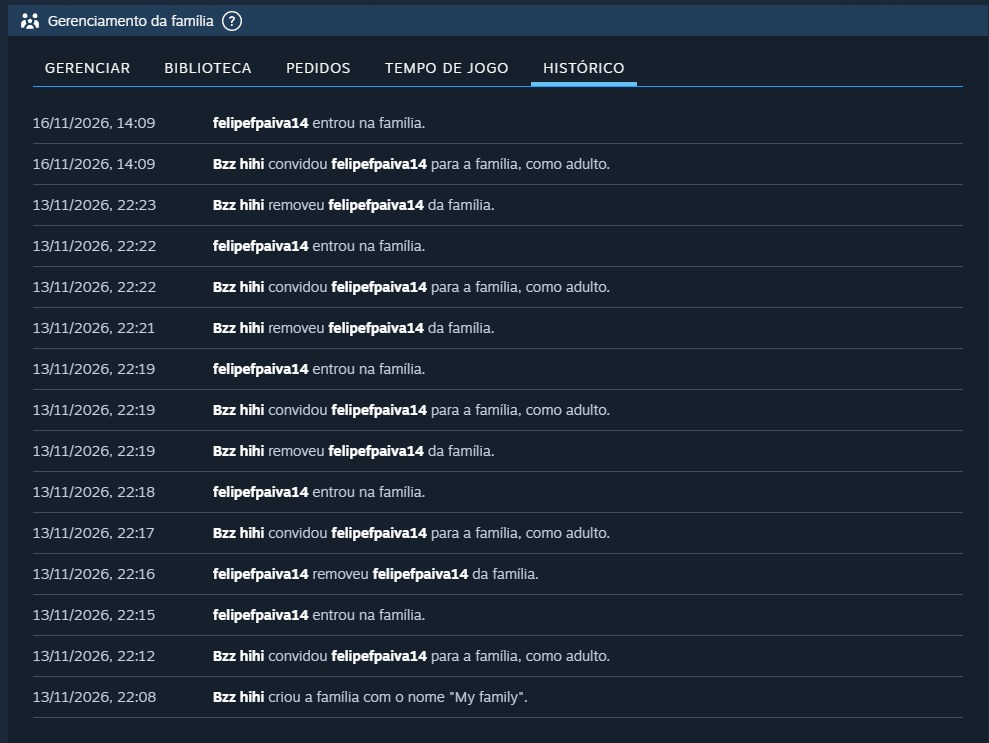 Gerenciamento da família ?
GERENCIAR BIBLIOTECA PEDIDOS TEMPO DE JOGO HISTÓRICO
16/11/2026, 14:09 felipefpaiva14 entrou na família.
16/11/2026, 14:09 Bzz hihi convidou felipefpaiva14 para a família, como adulto.
13/11/2026, 22:23 Bzz hihi removeu felipefpaiva14 da família.
13/11/2026, 22:22 felipefpaiva14 entrou na família.
13/11/2026, 22:22 Bzz hihi convidou felipefpaiva14 para a família, como adulto.
13/11/2026, 22:21 Bzz hihi removeu felipefpaiva14 da família.
13/11/2026, 22:19 felipefpaiva14 entrou na família.
13/11/2026, 22:19 Bzz hihi convidou felipefpaiva14 para a família, como adulto.
13/11/2026, 22:19 Bzz hihi removeu felipefpaiva14 da família.
13/11/2026, 22:18 felipefpaiva14 entrou na família.
13/11/2026, 22:17 Bzz hihi convidou felipefpaiva14 para a família, como adulto.
13/11/2026, 22:16 felipefpaiva14 removeu felipefpaiva14 da família.
13/11/2026, 22:15 felipefpaiva14 entrou na família.
13/11/2026, 22:12 Bzz hihi convidou felipefpaiva14 para a família, como adulto.
13/11/2026, 22:08 Bzz hihi criou a família com o nome "My family".